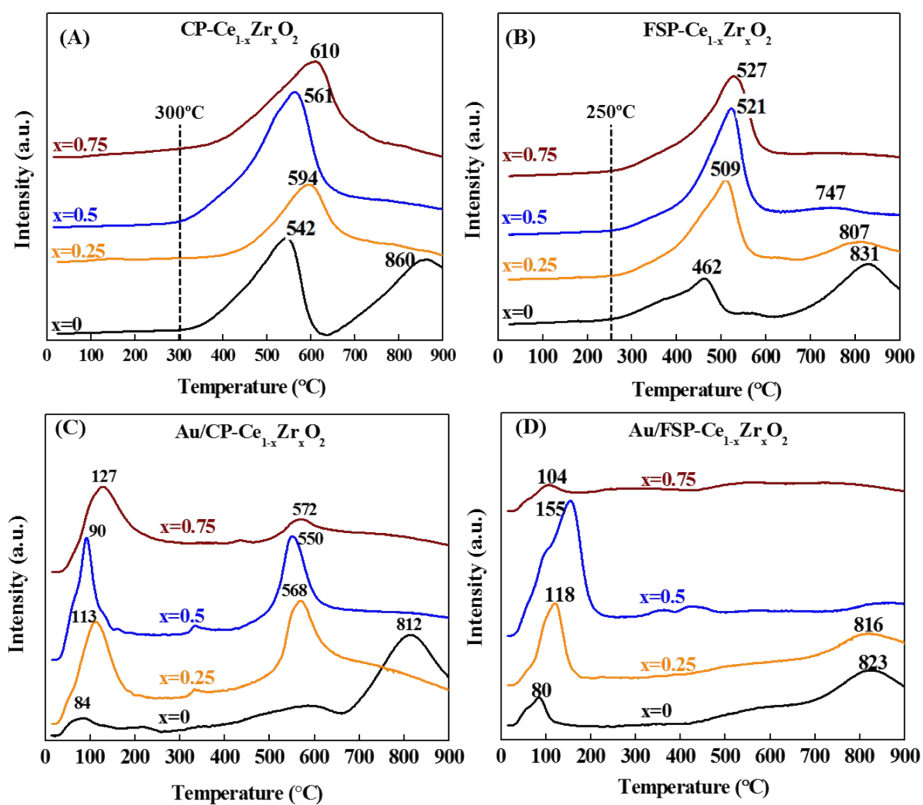 (A)
CP-Ce1-xZrxO2
610
561
300ºC
x=0.75
594
x=0.5
542
860
x=0.25
x=0
0 100 200 300 400 500 600 700 800 900
Temperature (°C)
Intensity (a.u.)
(B)
FSP-Ce1-xZrxO2
527
521
250ºC
x=0.75
509
747
x=0.5
807
x=0.25
831
462
x=0
0 100 200 300 400 500 600 700 800 900
Temperature (°C)
Intensity (a.u.)
(C)
Au/CP-Ce1-xZrxO2
127
x=0.75
572
90
550
568
113
x=0.5
812
x=0.25
84
x=0
0 100 200 300 400 500 600 700 800 900
Temperature (°C)
Intensity (a.u.)
(D)
Au/FSP-Ce1-xZrxO2
104
x=0.75
155
118
x=0.5
816
x=0.25
823
80
x=0
0 100 200 300 400 500 600 700 800 900
Temperature (°C)
Intensity (a.u.)